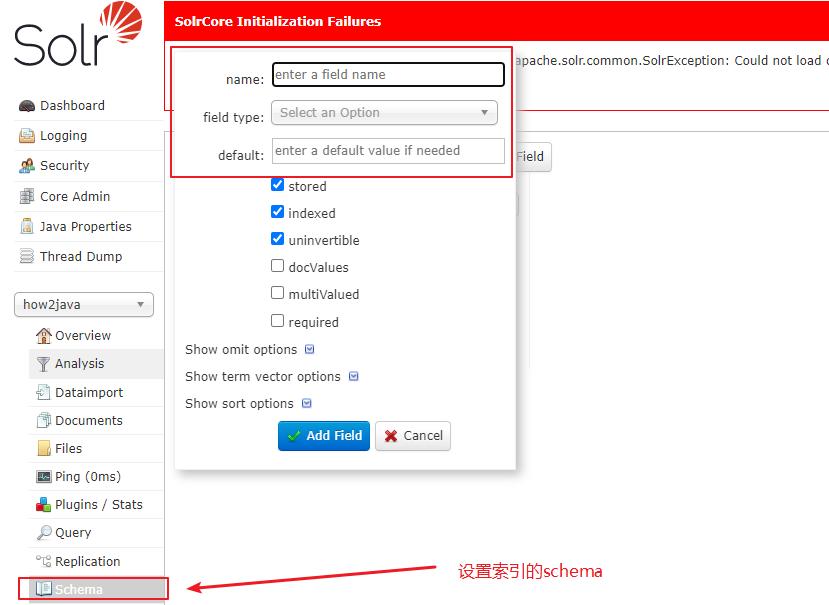 Solr
SolrCore Initialization Failures
apache.solr.common.SolrException: Could not load
name: enter a field name
field type: Select an Option
default: enter a default value if needed
Field
stored
indexed
uninvertible
docValues
multiValued
required
Show omit options
Show term vector options
Show sort options
Add Field Cancel
Dashboard
Logging
Security
Core Admin
Java Properties
Thread Dump
how2java
Overview
Analysis
Dataimport
Documents
Files
Ping (0ms)
Plugins / Stats
Query
Replication
Schema
设置索引的schema